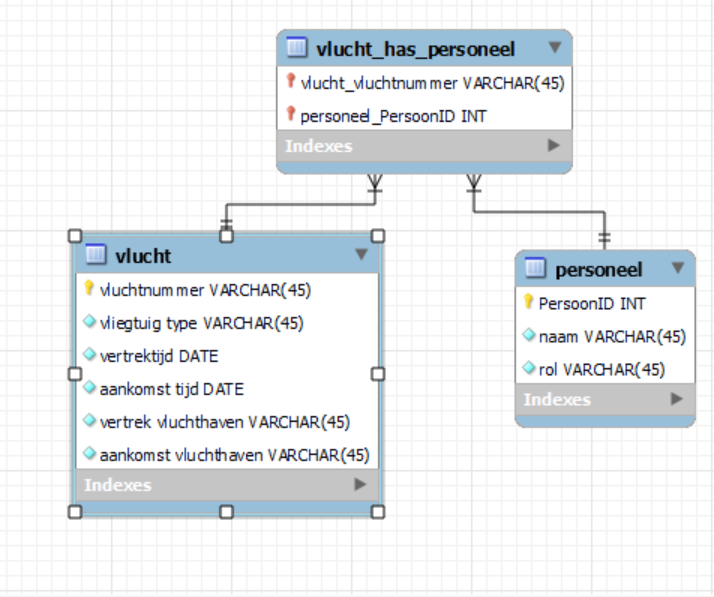 vlucht_has_personeel
vlucht_vluchtnummer VARCHAR(45)
personeel_PersoonID INT
Indexes
vlucht
vluchtnummer VARCHAR(45)
vliegtuig type VARCHAR(45)
vertrektijd DATE
aankomst tijd DATE
vertrek vluchthaven VARCHAR(45)
aankomst vluchthaven VARCHAR(45)
Indexes
personeel
PersoonID INT
naam VARCHAR(45)
rol VARCHAR(45)
Indexes